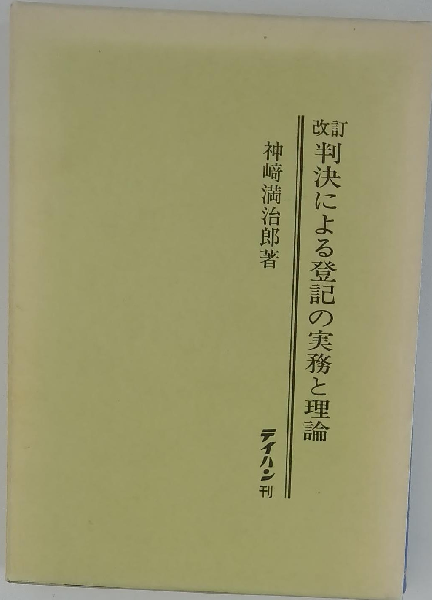 改訂
判決による登記の実務と理論
神﨑満治郎著
テイハン刊